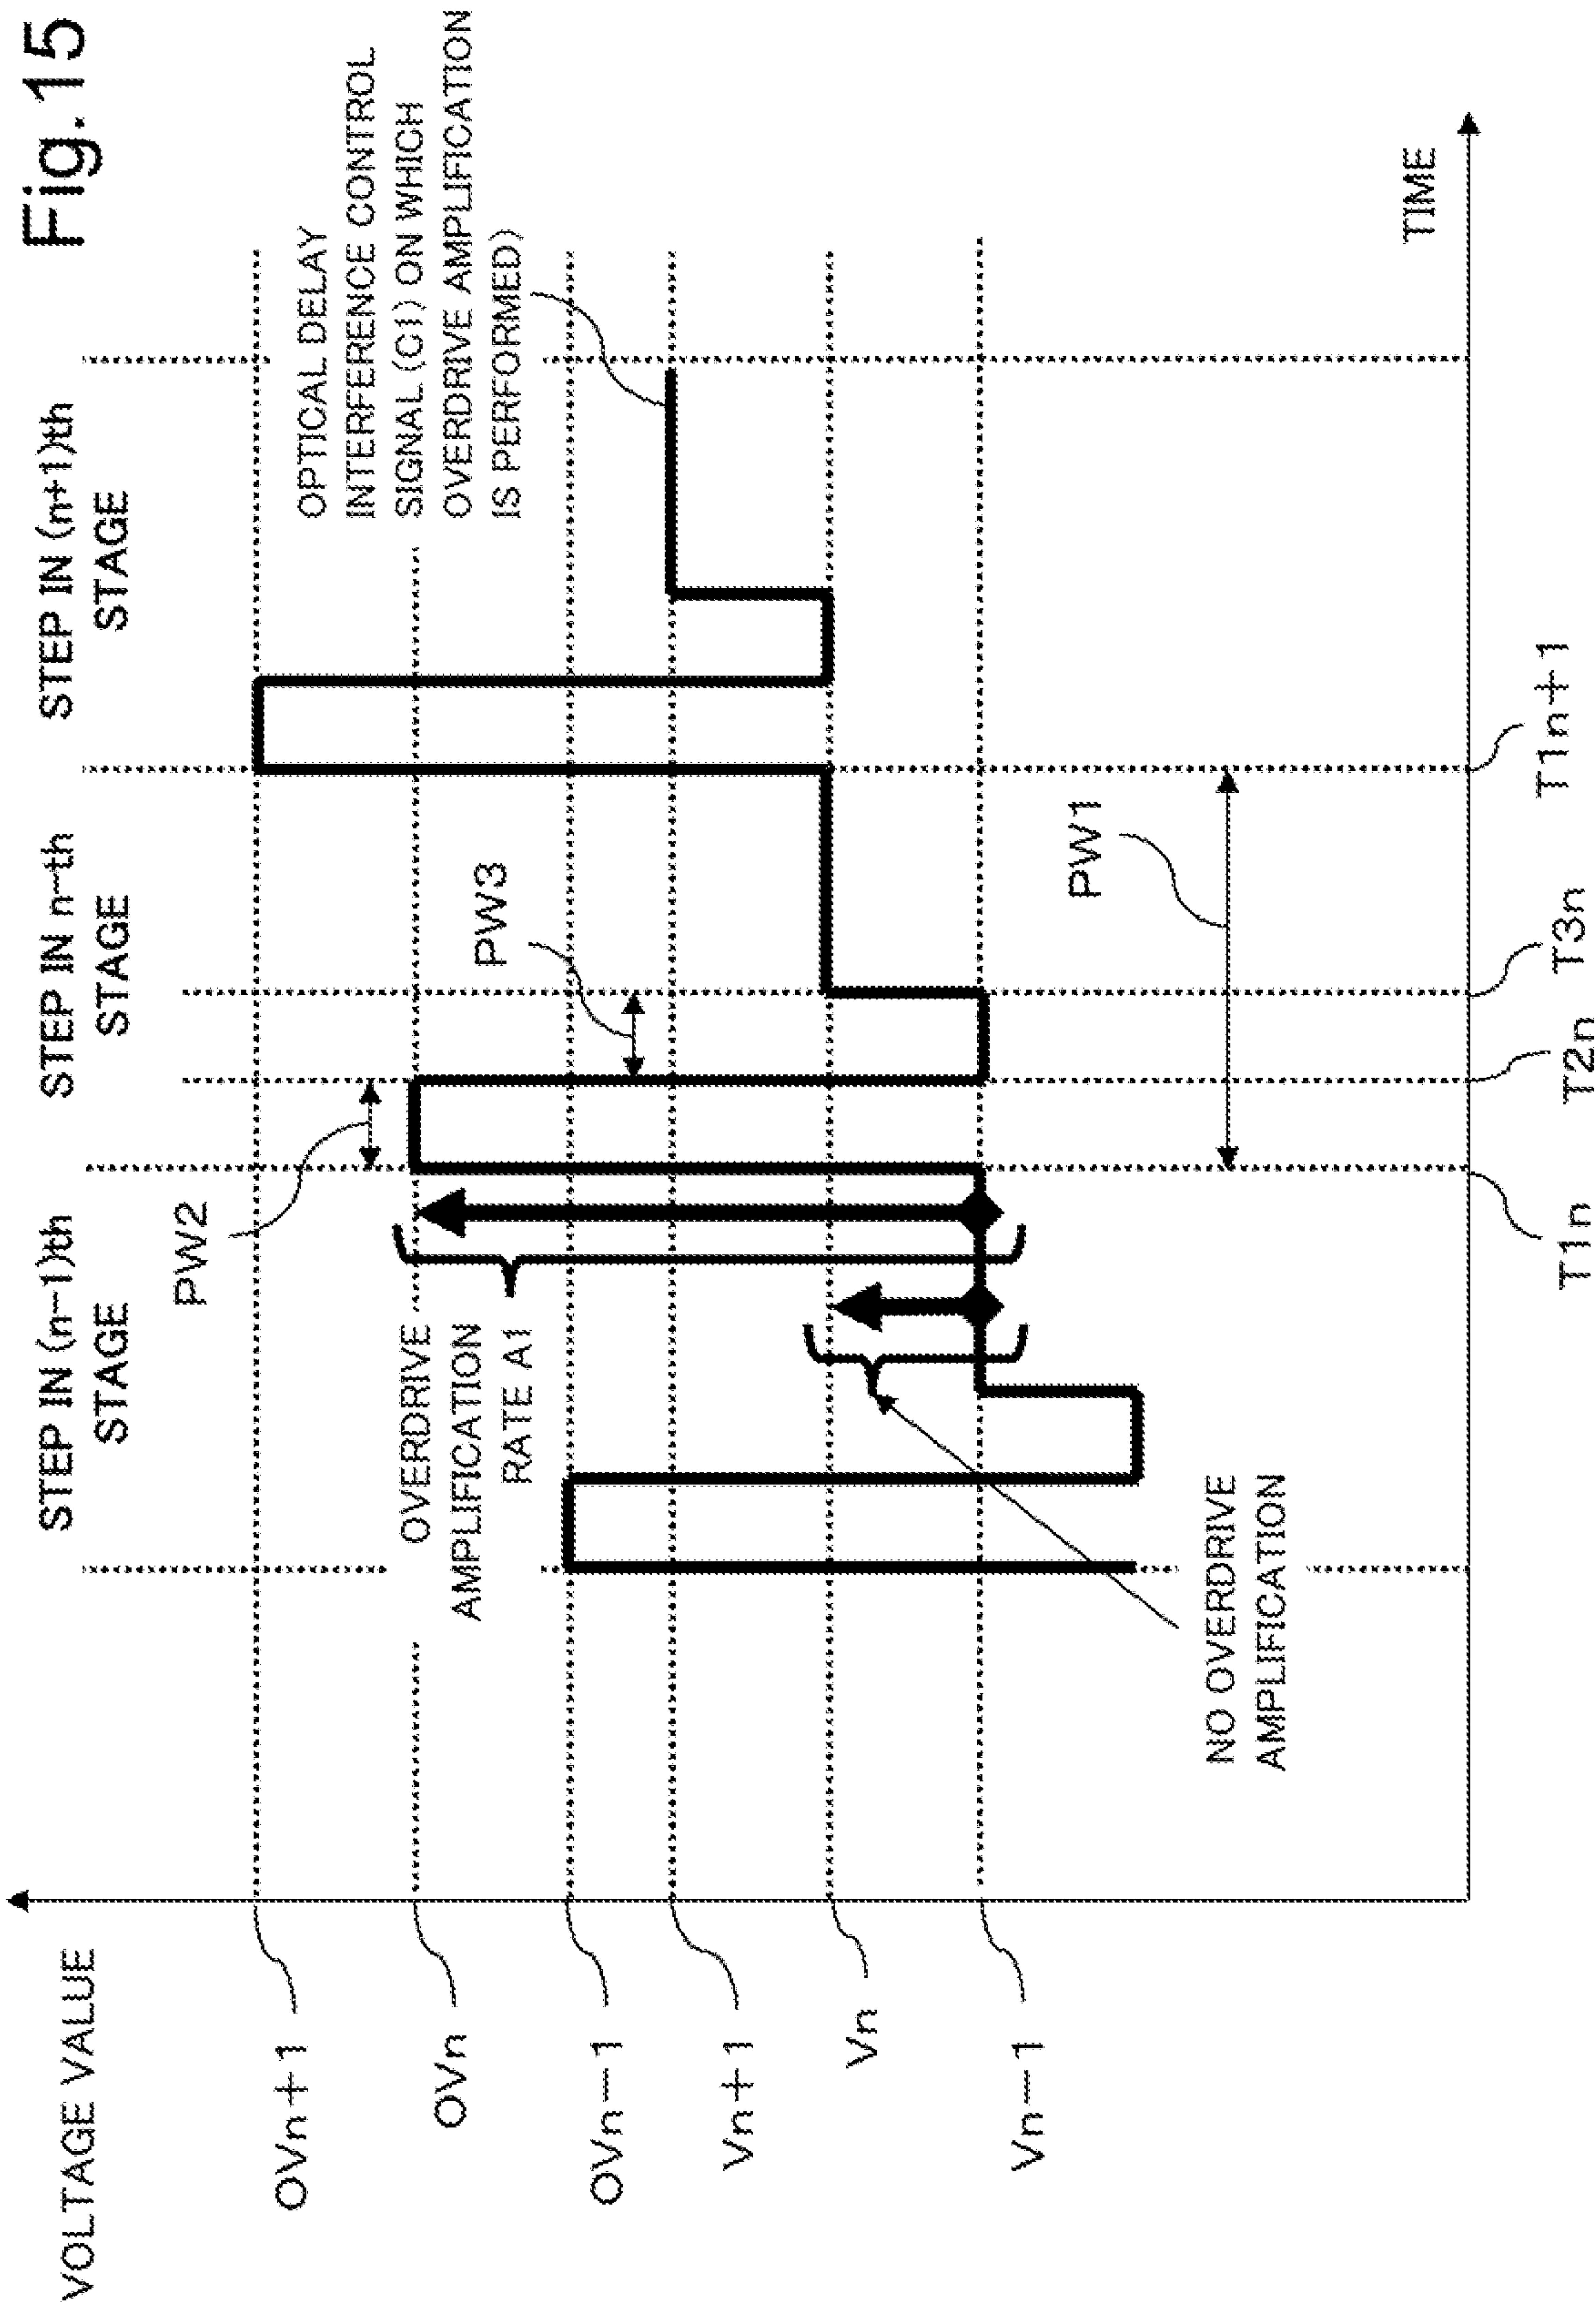 Fig.15
VOLTAGE VALUE
STEP IN (n-1)th
STAGE
STEP IN n-th
STAGE
STEP IN (n+1)th
STAGE
OVn+1
OVn
OVn-1
Vn+1
Vn
Vn-1
PW2
OVERDRIVE
AMPLIFICATION
RATE A1
PW3
OPTICAL DELAY
INTERFERENCE CONTROL
SIGNAL (C1) ON WHICH
OVERDRIVE AMPLIFICATION
IS PERFORMED)
NO OVERDRIVE
AMPLIFICATION
PW1
TIME
T1n
T2n
T3n
T1n+1